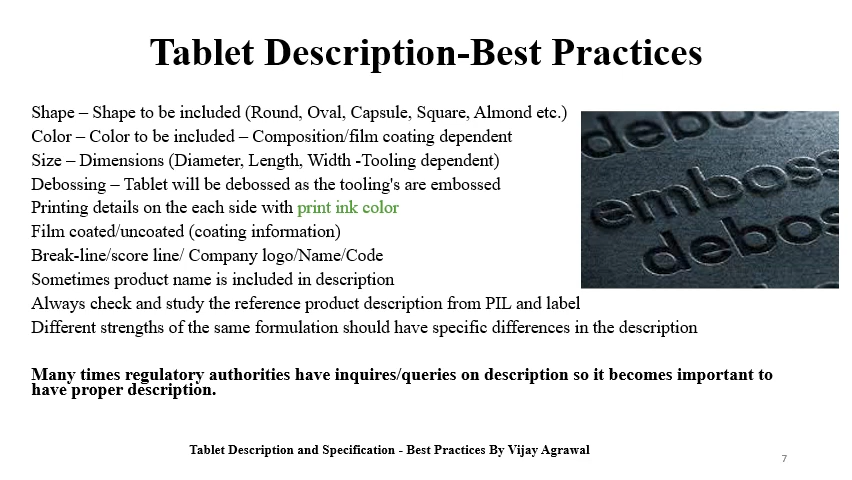 Tablet Description-Best Practices
Shape – Shape to be included (Round, Oval, Capsule, Square, Almond etc.)
Color – Color to be included – Composition/film coating dependent
Size – Dimensions (Diameter, Length, Width -Tooling dependent)
Debossing – Tablet will be debossed as the tooling's are embossed
Printing details on the each side with print ink color
Film coated/uncoated (coating information)
Break-line/score line/ Company logo/Name/Code
Sometimes product name is included in description
Always check and study the reference product description from PIL and label
Different strengths of the same formulation should have specific differences in the description
debos
emboss
debos
Many times regulatory authorities have inquires/queries on description so it becomes important to
have proper description.
Tablet Description and Specification - Best Practices By Vijay Agrawal
7